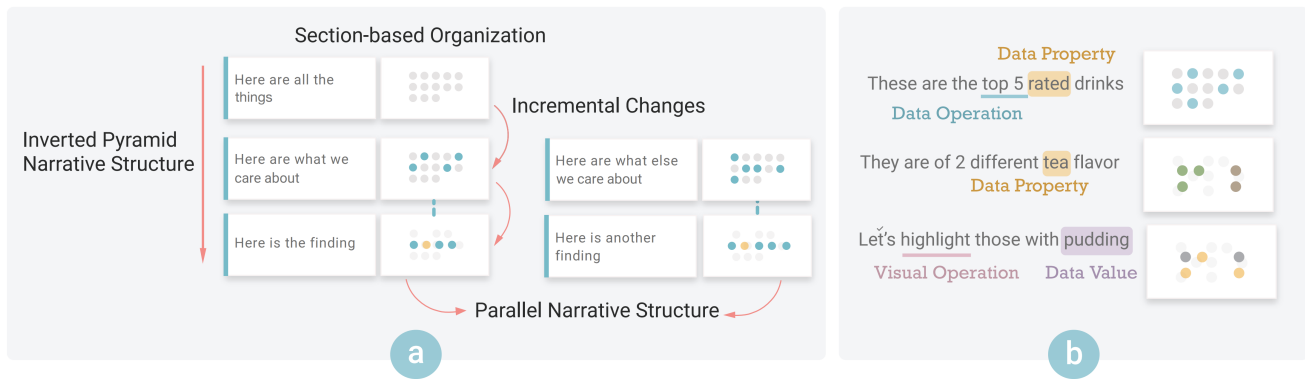 Section-based Organization
Here are all the
things
Incremental Changes
Inverted Pyramid
Narrative Structure
Here are what we
care about
Here are what else
we care about
Here is the finding
Here is another
finding
Parallel Narrative Structure
a
Data Property
These are the top 5 rated drinks
Data Operation
They are of 2 different tea flavor
Data Property
Let's highlight those with pudding
Visual Operation Data Value
b